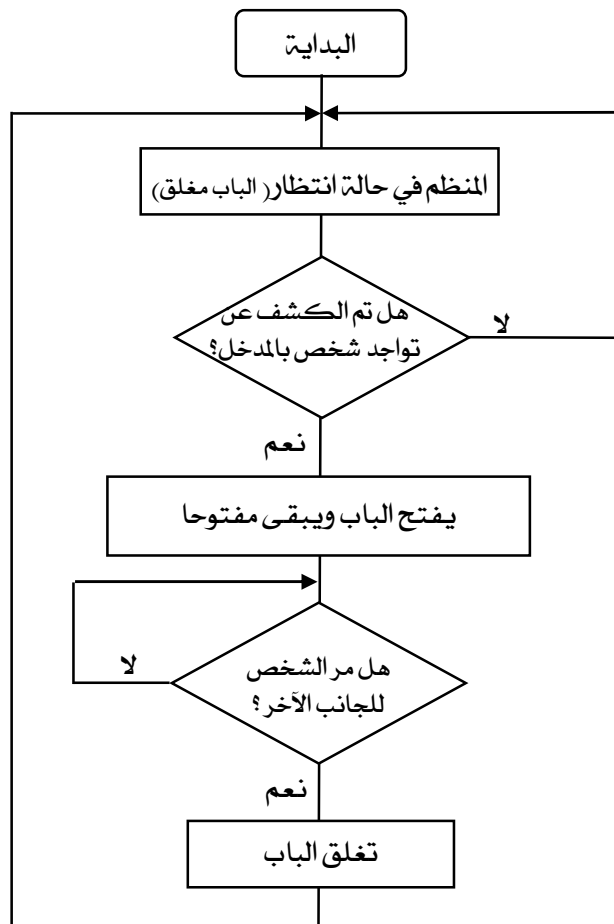 البداية
المنظم في حالة انتظار( الباب مغلق)
هل تم الكشف عن
تواجد شخص بالمدخل؟
لا
نعم
يفتح الباب ويبقى مفتوحا
هل مر الشخص
للجانب الآخر؟
لا
نعم
تغلق الباب